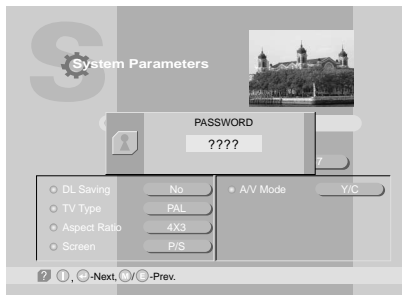 S
System Parameters
PASSWORD
????
7
DL Saving No
A/V Mode Y/C
TV Type PAL
Aspect Ratio 4X3
Screen P/S
? , -Next, M/E-Prev.